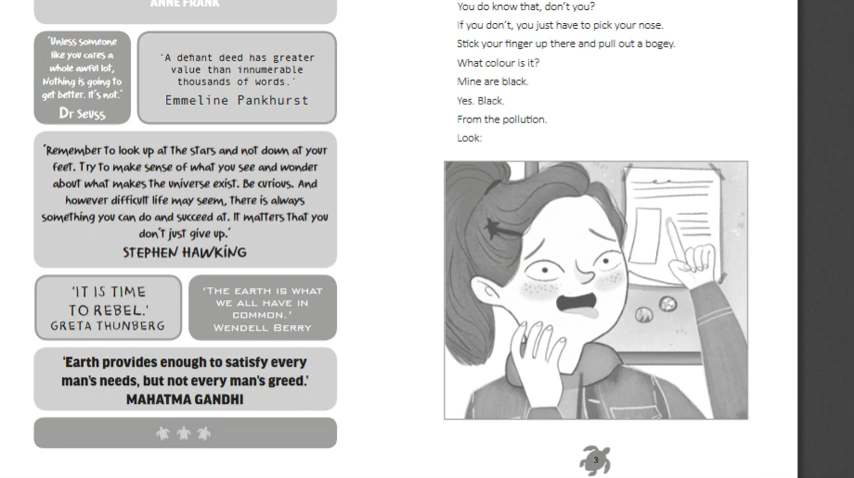 ANNE FRANK
'Unless someone
like you cares a
whole awful lot,
Nothing is going to
get better. It's not.'
Dr Seuss
'A defiant deed has greater
value than innumerable
thousands of words.'
Emmeline Pankhurst
'Remember to look up at the stars and not down at your
feet. Try to make sense of what you see and wonder
about what makes the universe exist. Be curious. And
however difficult life may seem, there is always
something you can do and succeed at. It matters that you
don't just give up.'
STEPHEN HAWKING
'IT IS TIME
TO REBEL.'
GRETA THUNBERG
'THE EARTH IS WHAT
WE ALL HAVE IN
COMMON.'
WENDELL BERRY
'Earth provides enough to satisfy every
man's needs, but not every man's greed.'
MAHATMA GANDHI
You do know that, don't you?
If you don't, you just have to pick your nose.
Stick your finger up there and pull out a bogey.
What colour is it?
Mine are black.
Yes. Black.
From the pollution.
Look:
3